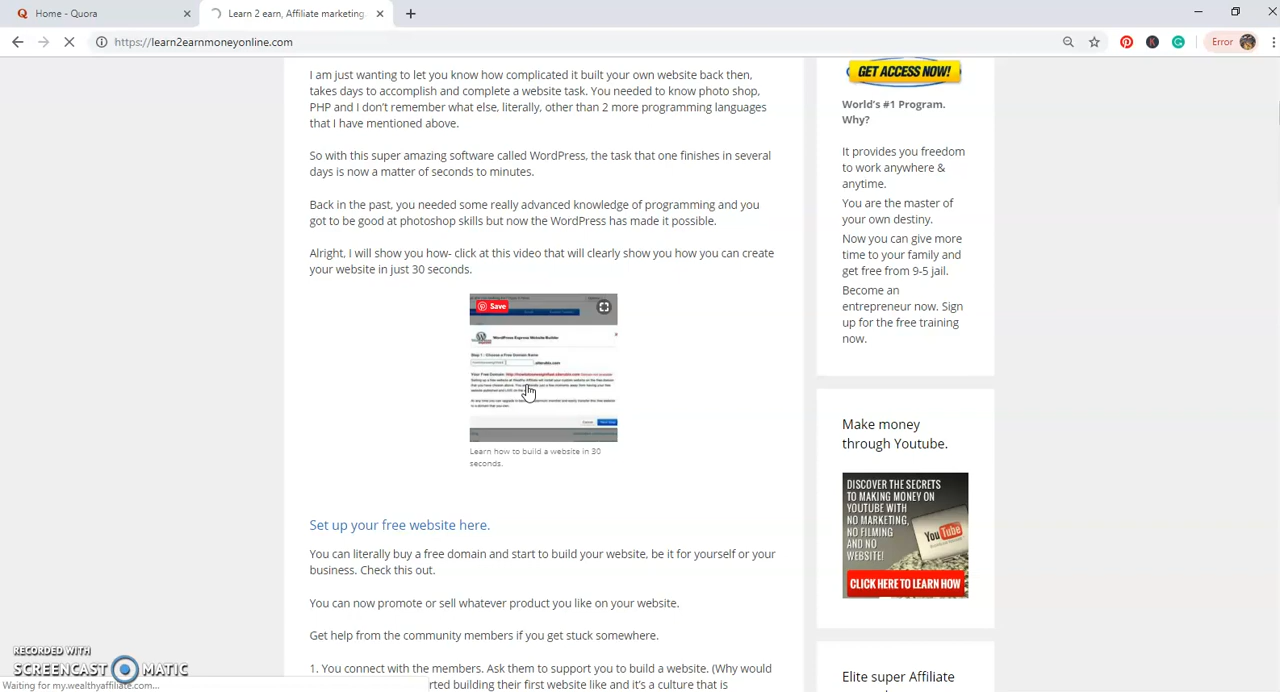 Home - Quora
Learn 2 earn, Affiliate marketing
https://learn2earnmoneyonline.com
Error
I am just wanting to let you know how complicated it built your own website back then,
takes days to accomplish and complete a website task. You needed to know photo shop,
PHP and I don't remember what else, literally, other than 2 more programming languages
that I have mentioned above.
So with this super amazing software called WordPress, the task that one finishes in several
days is now a matter of seconds to minutes.
Back in the past, you needed some really advanced knowledge of programming and you
got to be good at photoshop skills but now the WordPress has made it possible.
Alright, I will show you how- click at this video that will clearly show you how you can create
your website in just 30 seconds.
Save
WordPress Express Website Builder
Step 1 - Choose a Free Domain Name
.siterubix.com
Learn how to build a website in 30
seconds.
Set up your free website here.
You can literally buy a free domain and start to build your website, be it for yourself or your
business. Check this out.
You can now promote or sell whatever product you like on your website.
Get help from the community members if you get stuck somewhere.
1. You connect with the members. Ask them to support you to build a website. (Why would
rted building their first website like and it's a culture that is
GET ACCESS NOW!
World's #1 Program.
Why?
It provides you freedom
to work anywhere &
anytime.
You are the master of
your own destiny.
Now you can give more
time to your family and
get free from 9-5 jail.
Become an
entrepreneur now. Sign
up for the free training
now.
Make money
through Youtube.
DISCOVER THE SECRETS
TO MAKING MONEY ON
YOUTUBE WITH
NO MARKETING,
NO FILMING
AND NO
WEBSITE!
You Tube
CLICK HERE TO LEARN HOW
Elite super Affiliate
RECORDED WITH
SCREENCAST MATIC
Waiting for my.wealthyaffiliate.com...